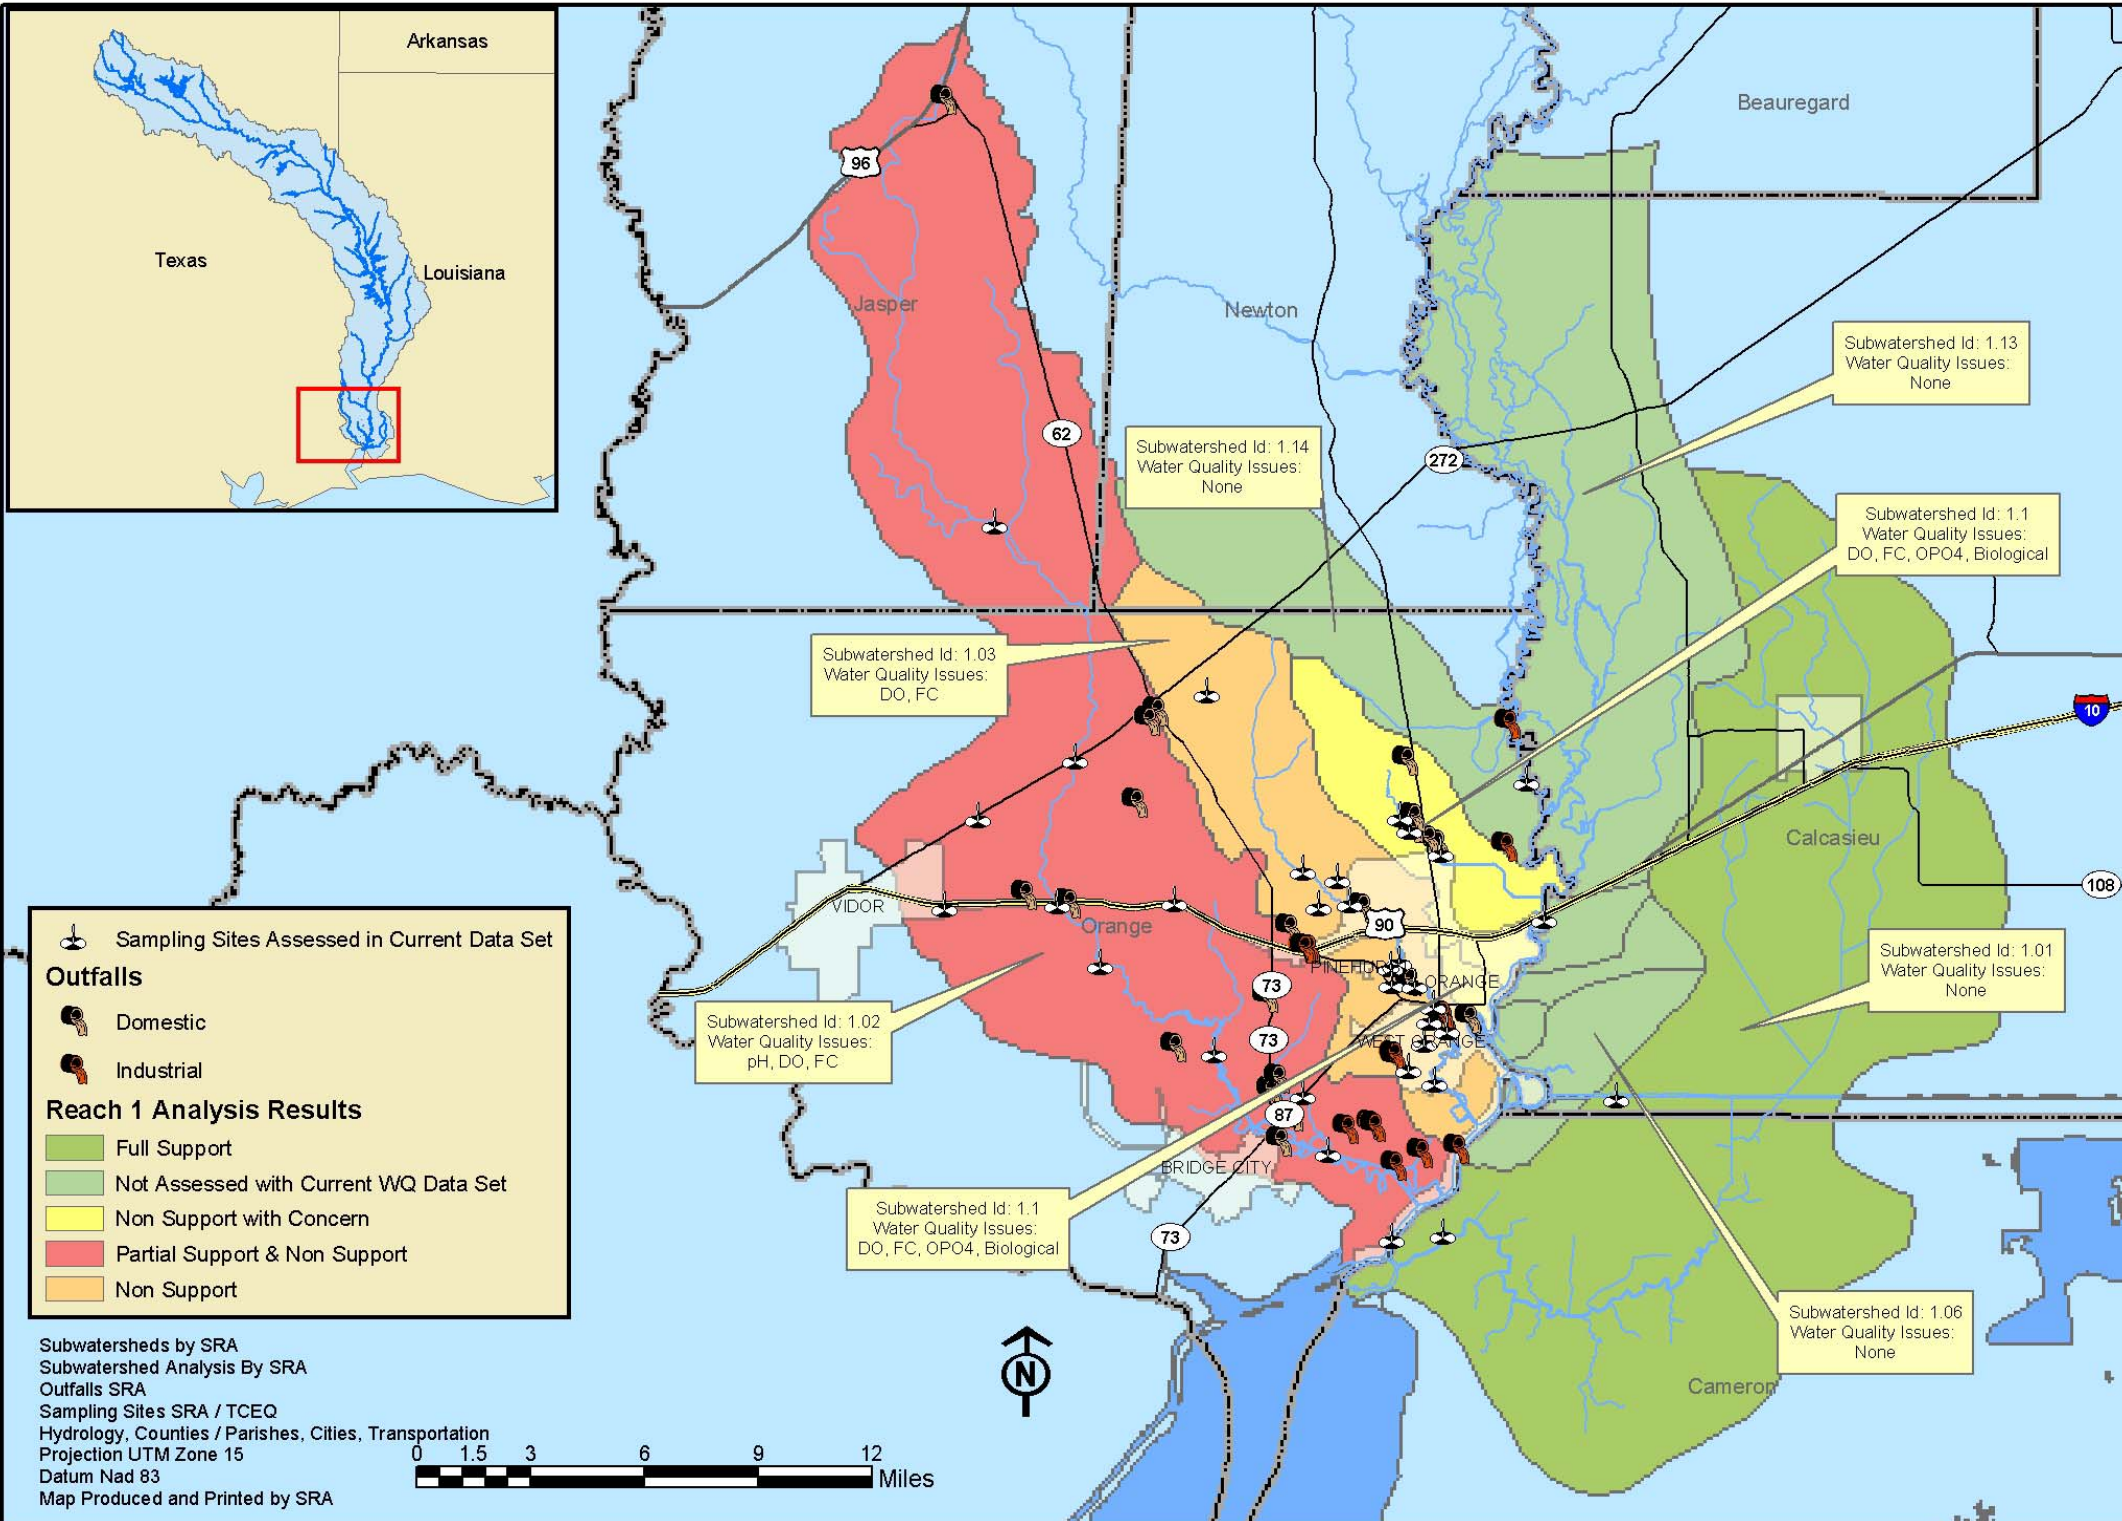 Arkansas
Texas
Louisiana
Beauregard
96
Jasper
Newton
62
272
Subwatershed Id: 1.13
Water Quality Issues:
None
Subwatershed Id: 1.14
Water Quality Issues:
None
Subwatershed Id: 1.1
Water Quality Issues:
DO, FC, OPO4, Biological
Subwatershed Id: 1.03
Water Quality Issues:
DO, FC
10
Calcasieu
108
VIDOR
Orange
90
PINEHURST
ORANGE
73
WEST ORANGE
73
87
BRIDGE CITY
73
Subwatershed Id: 1.01
Water Quality Issues:
None
Subwatershed Id: 1.02
Water Quality Issues:
pH, DO, FC
Subwatershed Id: 1.1
Water Quality Issues:
DO, FC, OPO4, Biological
Subwatershed Id: 1.06
Water Quality Issues:
None
Cameron
Sampling Sites Assessed in Current Data Set
Outfalls
Domestic
Industrial
Reach 1 Analysis Results
Full Support
Not Assessed with Current WQ Data Set
Non Support with Concern
Partial Support & Non Support
Non Support
Subwatersheds by SRA
Subwatershed Analysis By SRA
Outfalls SRA
Sampling Sites SRA / TCEQ
Hydrology, Counties / Parishes, Cities, Transportation
Projection UTM Zone 15
Datum Nad 83
Map Produced and Printed by SRA
0 1.5 3 6 9 12
Miles
N